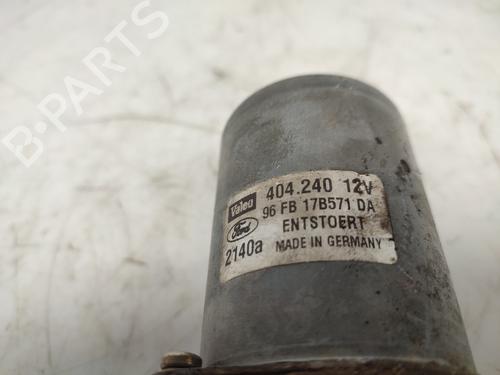 B-PARTS
Valeo 404.240 12V
Ford 96 FB 17B571 DA
ENTSTOERT
2140a MADE IN GERMANY